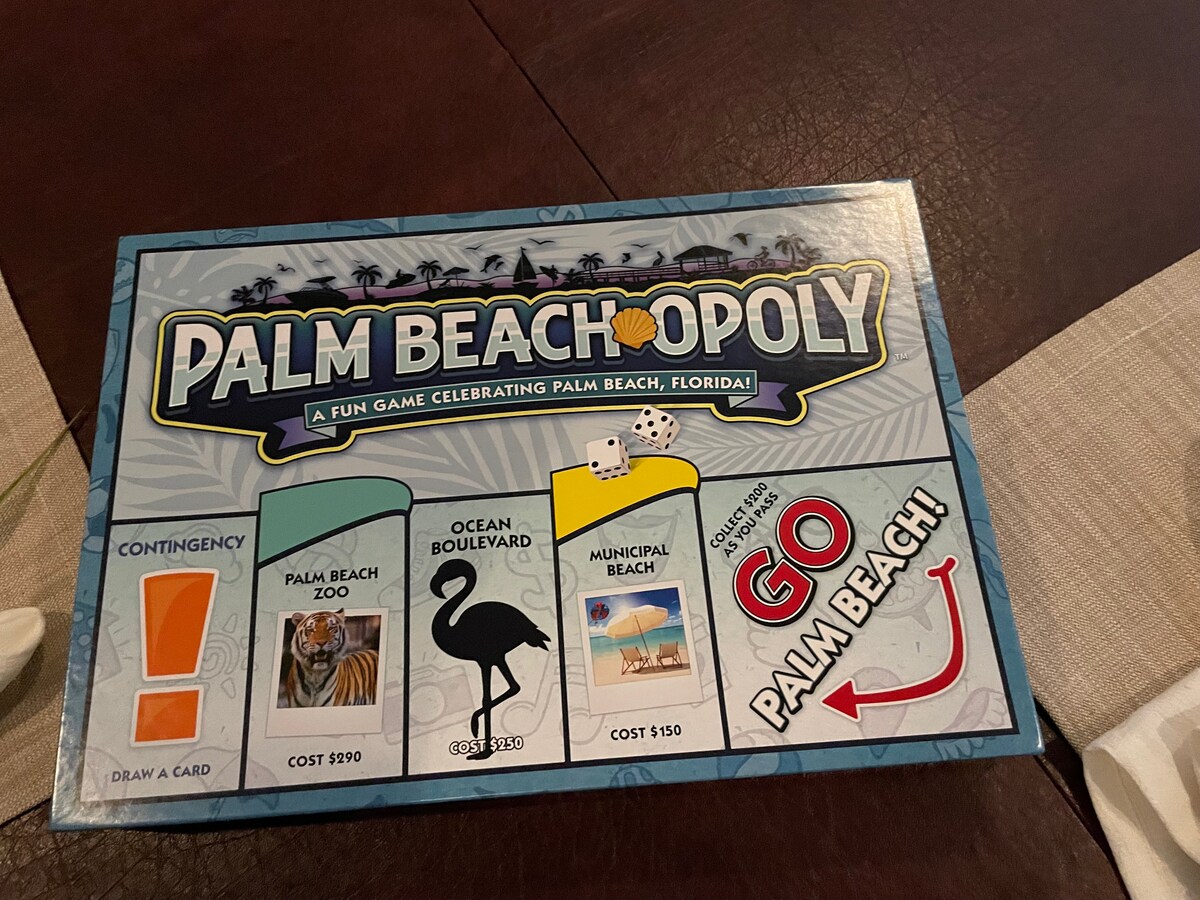 PALM BEACH OPOLY
TM
A FUN GAME CELEBRATING PALM BEACH, FLORIDA!
CONTINGENCY
!
DRAW A CARD
PALM BEACH
ZOO
COST $290
OCEAN
BOULEVARD
COST $250
MUNICIPAL
BEACH
COST $150
COLLECT $200
AS YOU PASS
GO
PALM BEACH!